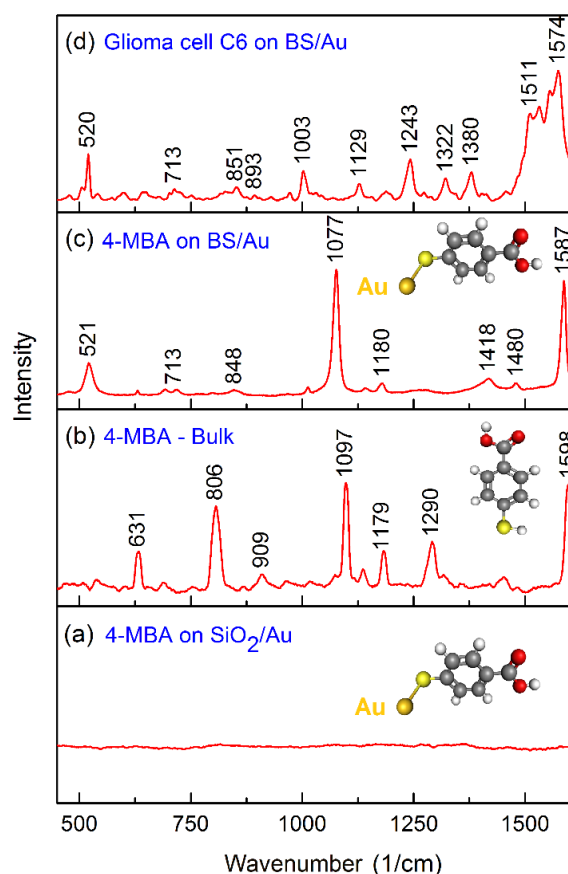 (d) Glioma cell C6 on BS/Au
520
713
851
893
1003
1129
1243
1322
1380
1511
1574
(c) 4-MBA on BS/Au
Au
521
713
848
1077
1180
1418
1480
1587
(b) 4-MBA - Bulk
631
806
909
1097
1179
1290
1598
(a) 4-MBA on SiO2/Au
Au
Intensity
500 750 1000 1250 1500
Wavenumber (1/cm)